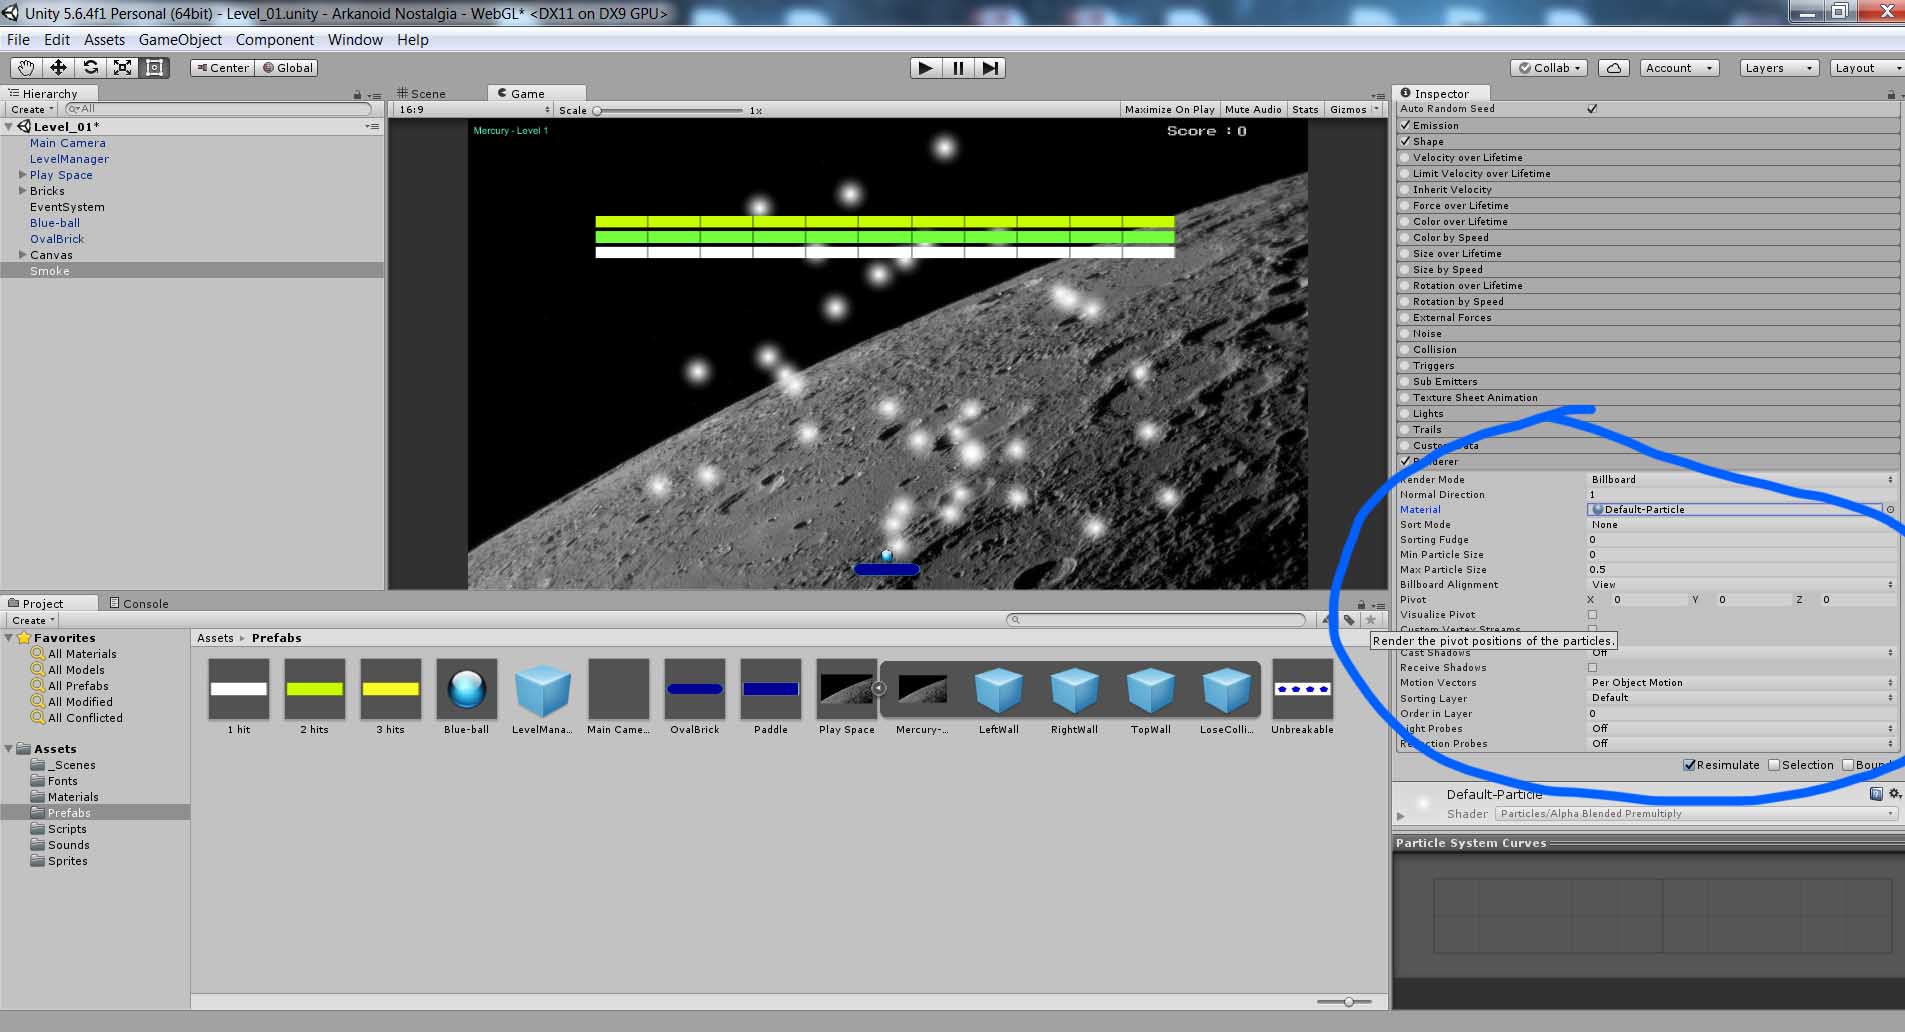 Unity 5.6.4f1 Personal (64bit) - Level_01.unity - Arkanoid Nostalgia - WebGL* <DX11 on DX9 GPU>
File Edit Assets GameObject Component Window Help
Center Global Collab Account Layers Layout
Hierarchy
Create All
Level_01*
Main Camera
LevelManager
Play Space
Bricks
EventSystem
Blue-ball
OvalBrick
Canvas
Smoke
Scene Game
16:9 Scale 1x Maximize On Play Mute Audio Stats Gizmos
Mercury - Level 1 Score : 0
Inspector
Auto Random Seed
Emission
Shape
Velocity over Lifetime
Limit Velocity over Lifetime
Inherit Velocity
Force over Lifetime
Color over Lifetime
Color by Speed
Size over Lifetime
Size by Speed
Rotation over Lifetime
Rotation by Speed
External Forces
Noise
Collision
Triggers
Sub Emitters
Texture Sheet Animation
Lights
Trails
Custom Data
Renderer
Render Mode Billboard
Normal Direction 1
Material Default-Particle
Sort Mode None
Sorting Fudge 0
Min Particle Size 0
Max Particle Size 0.5
Billboard Alignment View
Pivot X 0 Y 0 Z 0
Visualize Pivot
Custom Vertex Streams
Render the pivot positions of the particles.
Cast Shadows Off
Receive Shadows
Motion Vectors Per Object Motion
Sorting Layer Default
Order in Layer 0
Light Probes Off
Reflection Probes Off
Resimulate Selection
Default-Particle
Shader Particles/Alpha Blended Premultiply
Particle System Curves
Project Console
Create
Favorites
All Materials
All Models
All Prefabs
All Modified
All Conflicted
Assets
_Scenes
Fonts
Materials
Prefabs
Scripts
Sounds
Sprites
Assets Prefabs
1 hit 2 hits 3 hits Blue-ball LevelMana... Main Came... OvalBrick Paddle Play Space Mercury-... LeftWall RightWall TopWall LoseColli... Unbreakable